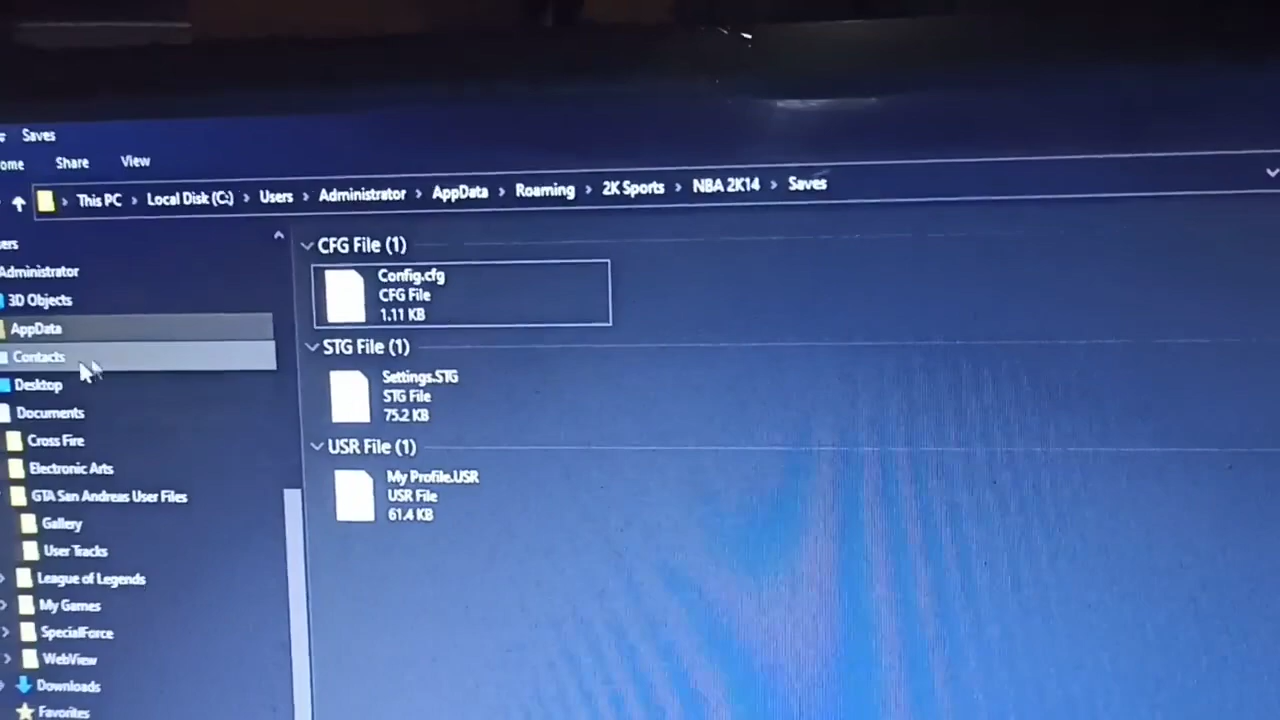 Saves
ome Share View
This PC > Local Disk (C:) > Users > Administrator > AppData > Roaming > 2K Sports > NBA 2K14 > Saves
ers
Administrator
3D Objects
AppData
Contacts
Desktop
Documents
Cross Fire
Electronic Arts
GTA San Andreas User Files
Gallery
User Tracks
League of Legends
My Games
SpecialForce
WebView
Downloads
Favorites
CFG File (1)
Config.cfg
CFG File
1.11 KB
STG File (1)
Settings.STG
STG File
75.2 KB
USR File (1)
My Profile.USR
USR File
61.4 KB